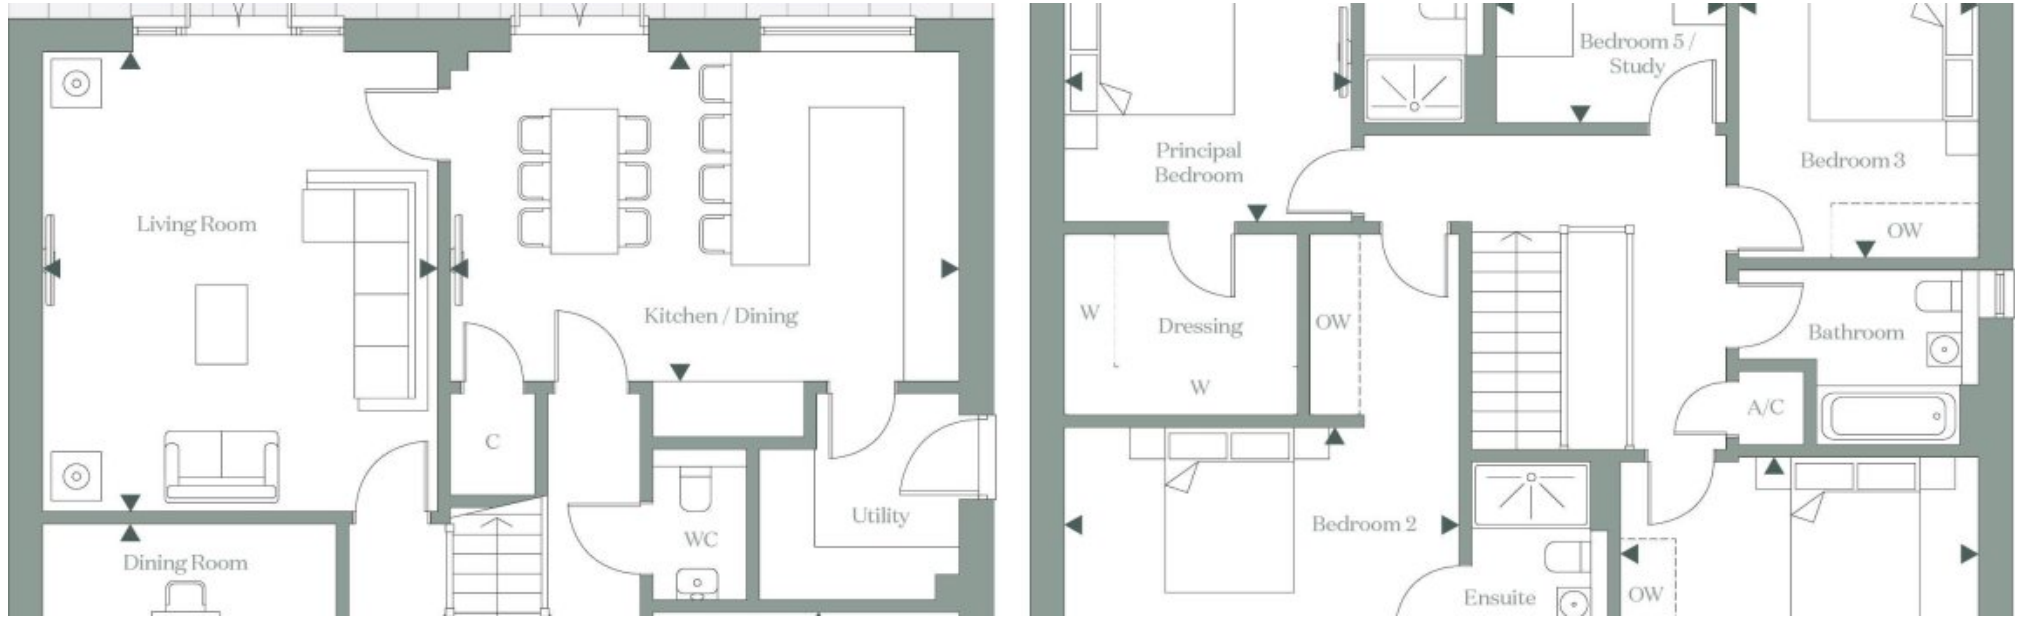 Living Room
Kitchen / Dining
C
WC
Utility
Dining Room
Bedroom 5 /
Study
Principal
Bedroom
Bedroom 3
OW
W
Dressing
W
OW
Bathroom
A/C
Bedroom 2
Ensuite
OW